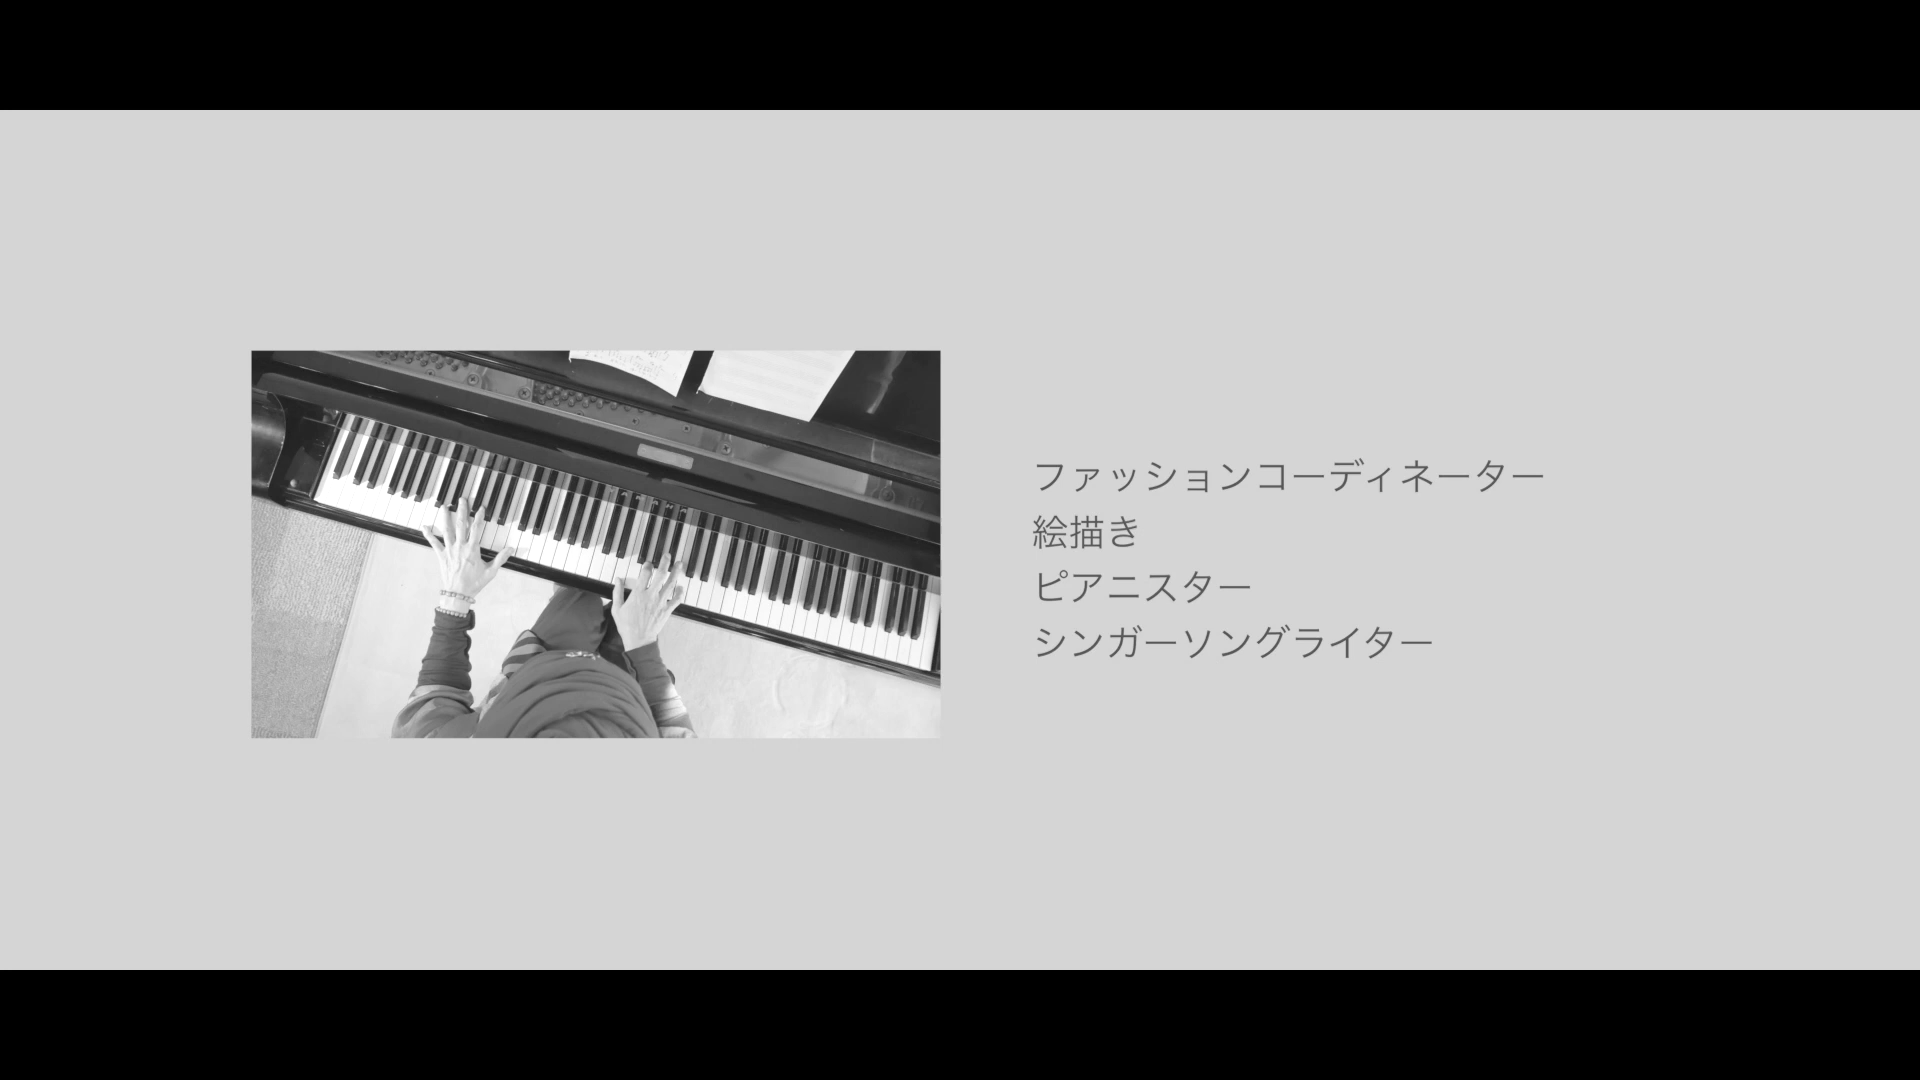 ファッションコーディネーター
絵描き
ピアニスター
シンガーソングライター